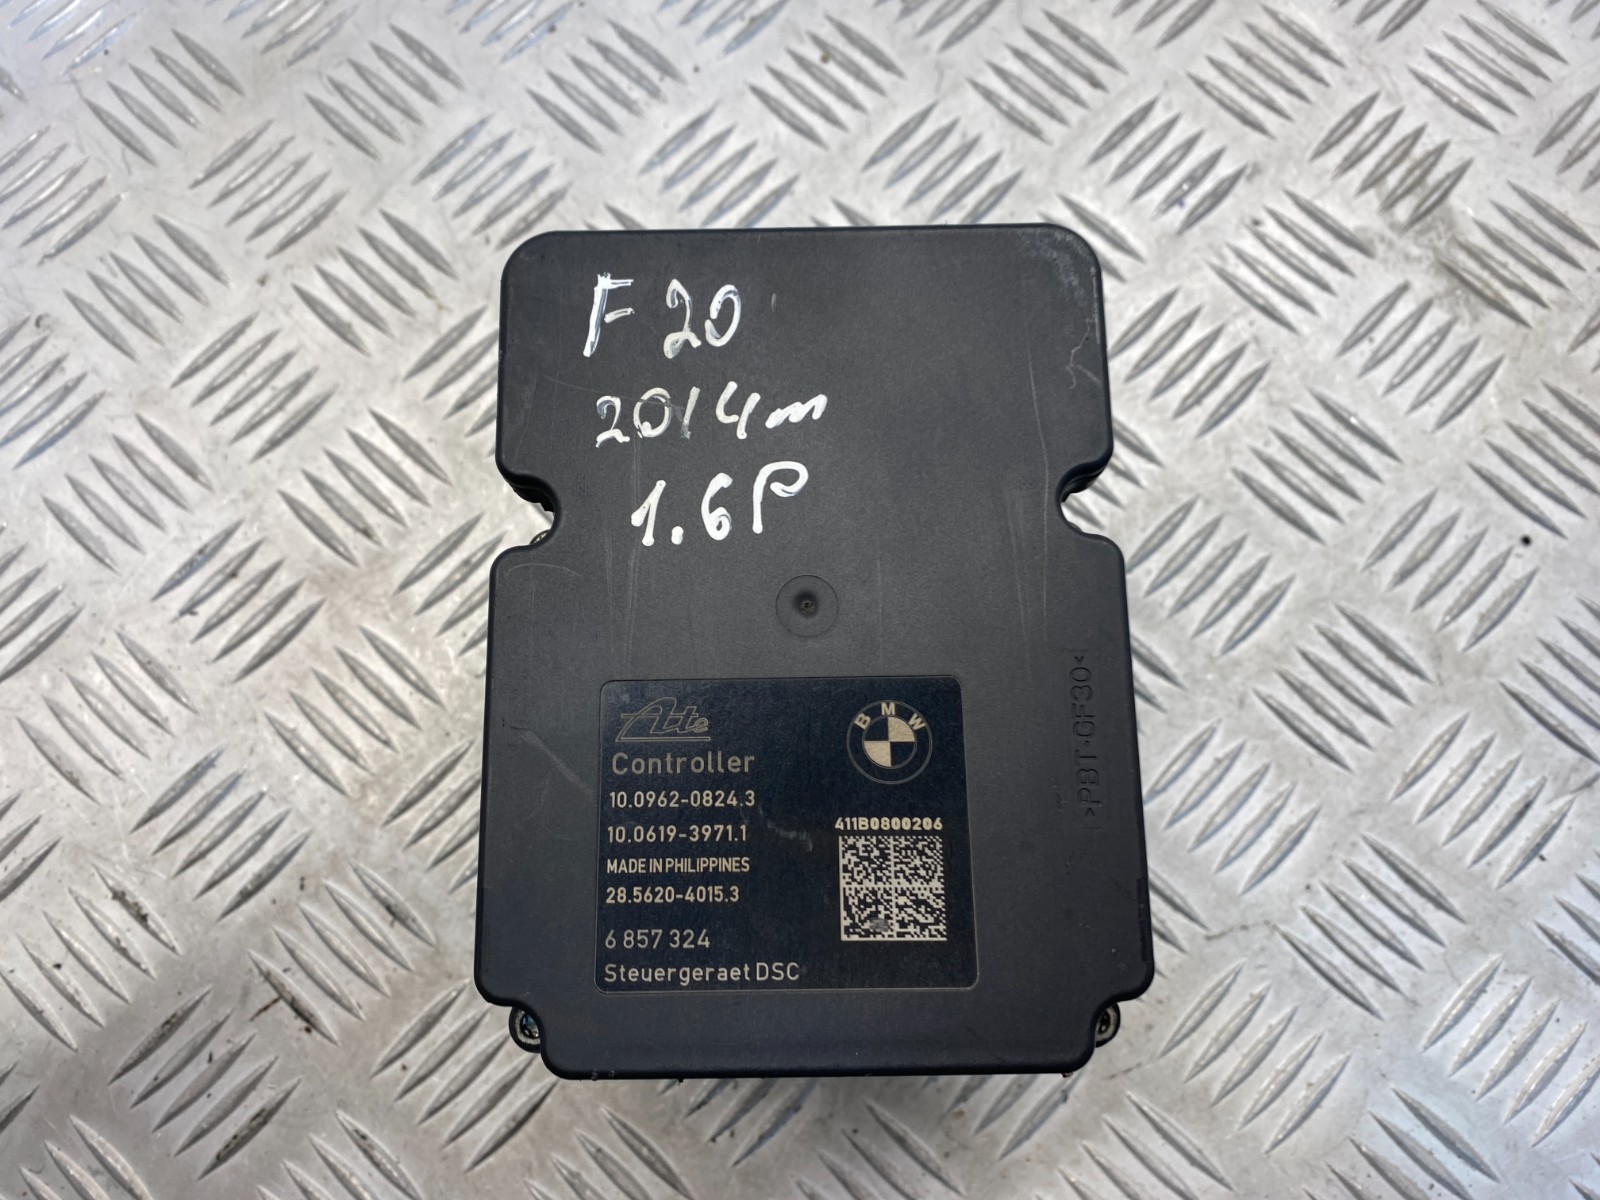 F 20
2014m
1.6P
Ate
BMW
Controller
10.0962-0824.3
10.0619-3971.1
411B0800206
MADE IN PHILIPPINES
28.5620-4015.3
6 857 324
Steuergeraet DSC
>PBT-GF30<